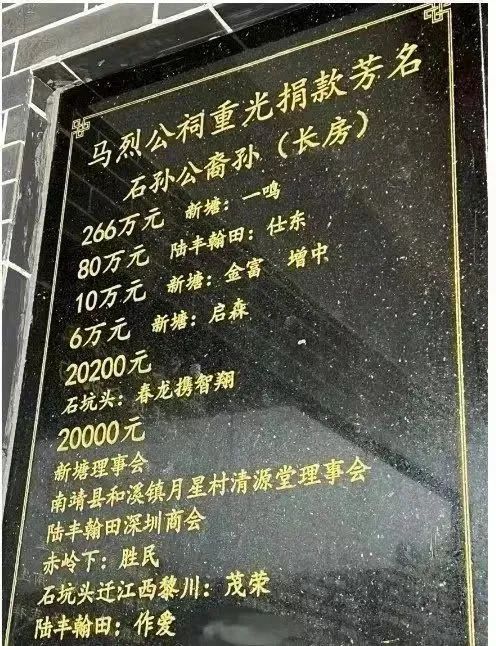 马烈公祠重光捐款芳名
石孙公裔孙（长房）
266万元 新塘：一鸣
80万元 陆丰翰田：仕东
10万元 新塘：金富 增中
6万元 新塘：启森
20200元
石坑头：春龙携智翔
20000元
新塘理事会
南靖县和溪镇月星村清源堂理事会
陆丰翰田深圳商会
赤岭下：胜民
石坑头迁江西黎川：茂荣
陆丰翰田：作爱